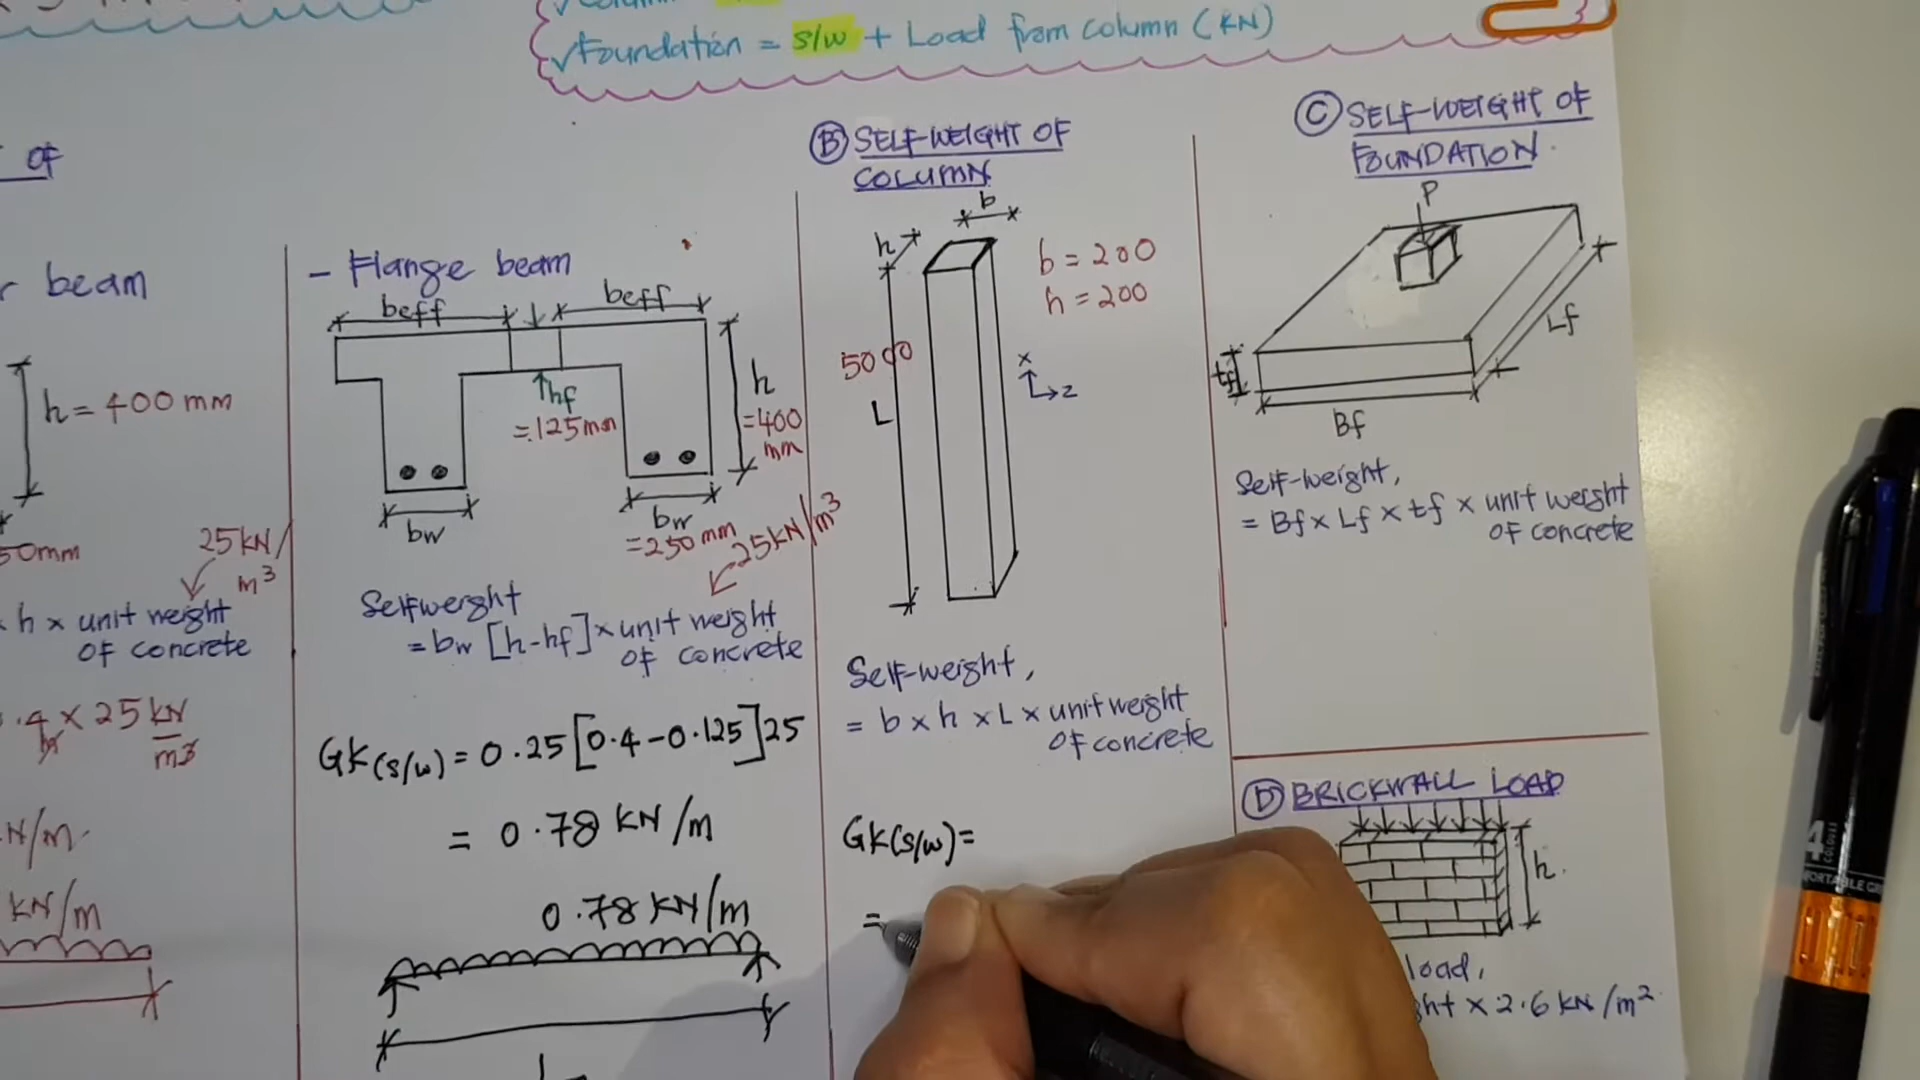 √Foundation = s/w + Load from column (KN)
OF
r beam
h = 400 mm
50mm
25 KN/
m³
x h x unit weight
of concrete
.4 x 25 KN
m³
N/m
KN/m
- Flange beam
beff
beff
hf
= 125mm
h
=400
mm
bw
bw
=250 mm
25KN/m³
Selfweight
= bw [h-hf] x unit weight
of concrete
GK(s/w) = 0.25[0.4-0.125]25
= 0.78 KN/m
0.78 KN/m
L
B SELF-WEIGHT OF
COLUMN
b
h
b = 200
h = 200
5000
L
x
z
Self-weight,
= b x h x L x unit weight
of concrete
GK(s/w)=
=
C SELF-WEIGHT OF
FOUNDATION
P
tf
Lf
Bf
Self-weight,
= Bf x Lf x tf x unit weight
of concrete
D BRICKWALL LOAD
h
load,
ht x 2.6 KN/m²
4
COLOURS